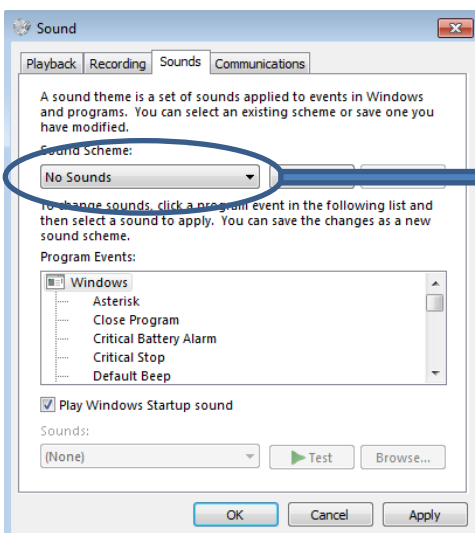 Sound
Playback Recording Sounds Communications
A sound theme is a set of sounds applied to events in Windows
and programs. You can select an existing scheme or save one you
have modified.
Sound Scheme:
No Sounds
To change sounds, click a program event in the following list and
then select a sound to apply. You can save the changes as a new
sound scheme.
Program Events:
Windows
Asterisk
Close Program
Critical Battery Alarm
Critical Stop
Default Beep
Play Windows Startup sound
Sounds:
(None) Test Browse...
OK Cancel Apply